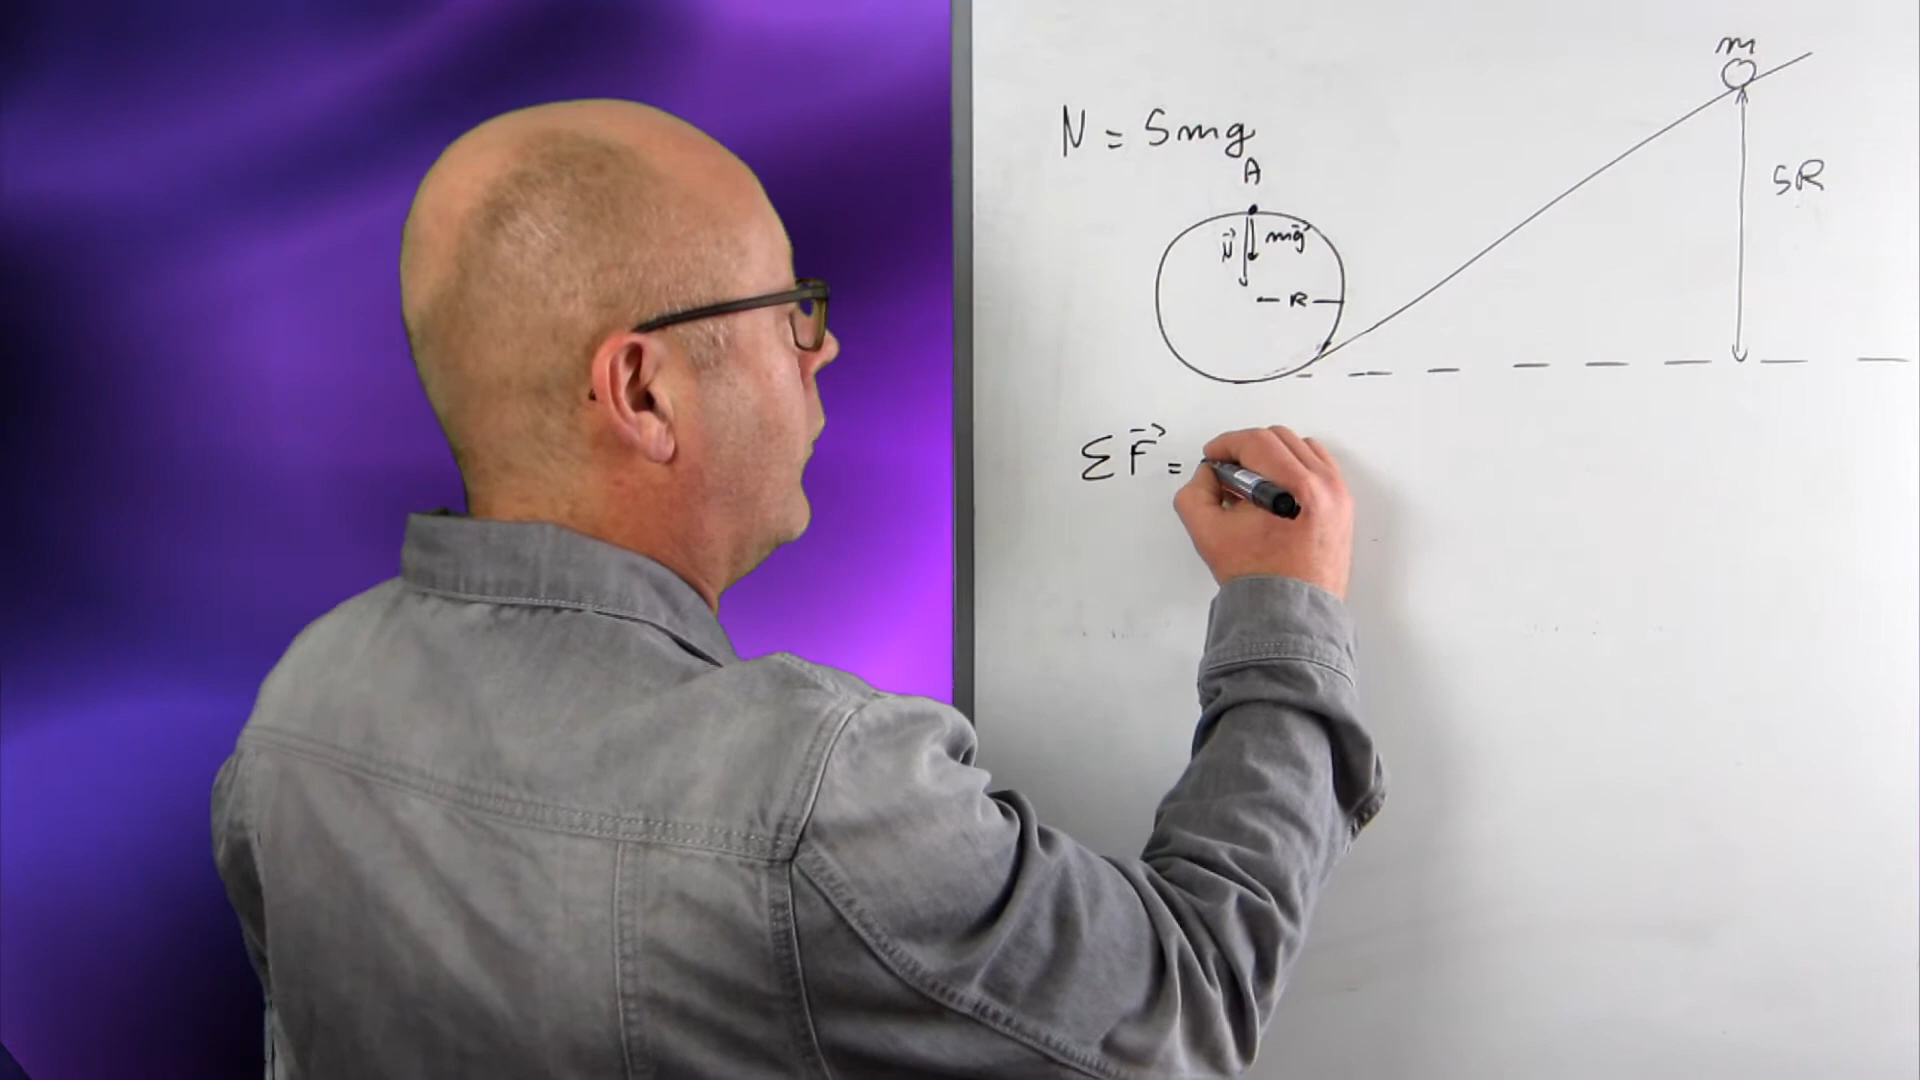 m
N = 5mg
A
5R
N⃗ mg⃗
R
ΣF⃗ =